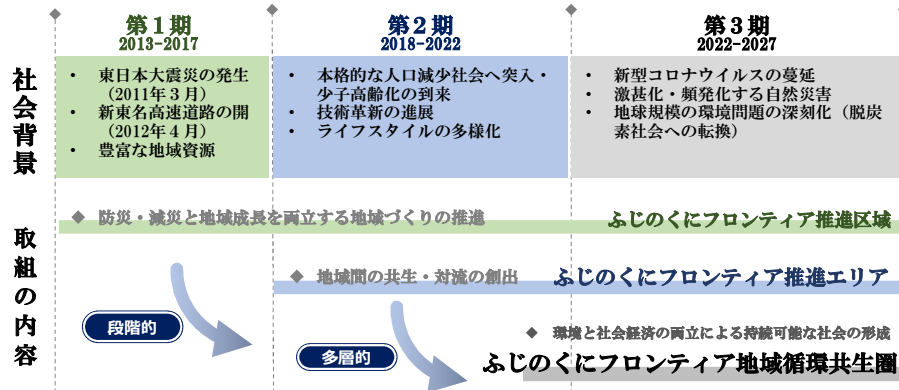 第１期
2013-2017
第２期
2018-2022
第３期
2022-2027
社会背景
・ 東日本大震災の発生
（2011年３月）
・ 新東名高速道路の開
（2012年４月）
・ 豊富な地域資源
・ 本格的な人口減少社会へ突入・
少子高齢化の到来
・ 技術革新の進展
・ ライフスタイルの多様化
・ 新型コロナウイルスの蔓延
・ 激甚化・頻発化する自然災害
・ 地球規模の環境問題の深刻化（脱炭
素社会への転換）
取組の内容
◆ 防災・減災と地域成長を両立する地域づくりの推進
ふじのくにフロンティア推進区域
◆ 地域間の共生・対流の創出
ふじのくにフロンティア推進エリア
段階的
◆ 環境と社会経済の両立による持続可能な社会の形成
多層的
ふじのくにフロンティア地域循環共生圏